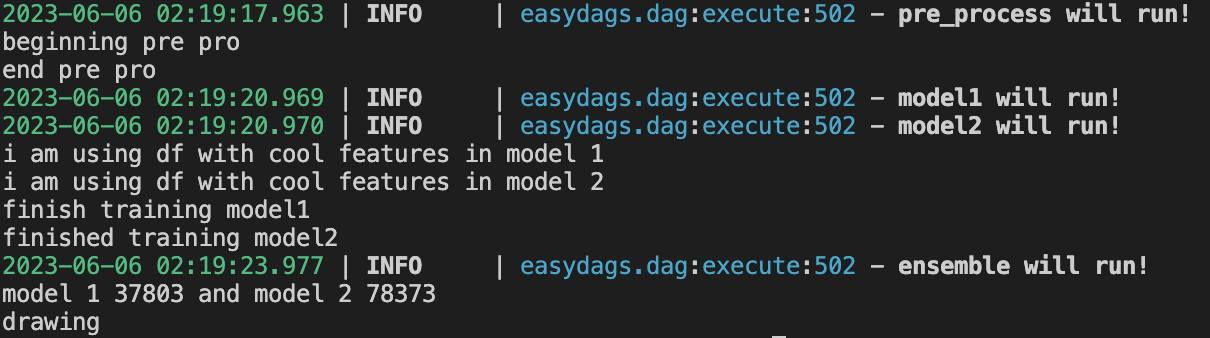 2023-06-06 02:19:17.963 | INFO     | easydags.dag:execute:502 - pre_process will run!
beginning pre pro
end pre pro
2023-06-06 02:19:20.969 | INFO     | easydags.dag:execute:502 - model1 will run!
2023-06-06 02:19:20.970 | INFO     | easydags.dag:execute:502 - model2 will run!
i am using df with cool features in model 1
i am using df with cool features in model 2
finish training model1
finished training model2
2023-06-06 02:19:23.977 | INFO     | easydags.dag:execute:502 - ensemble will run!
model 1 37803 and model 2 78373
drawing